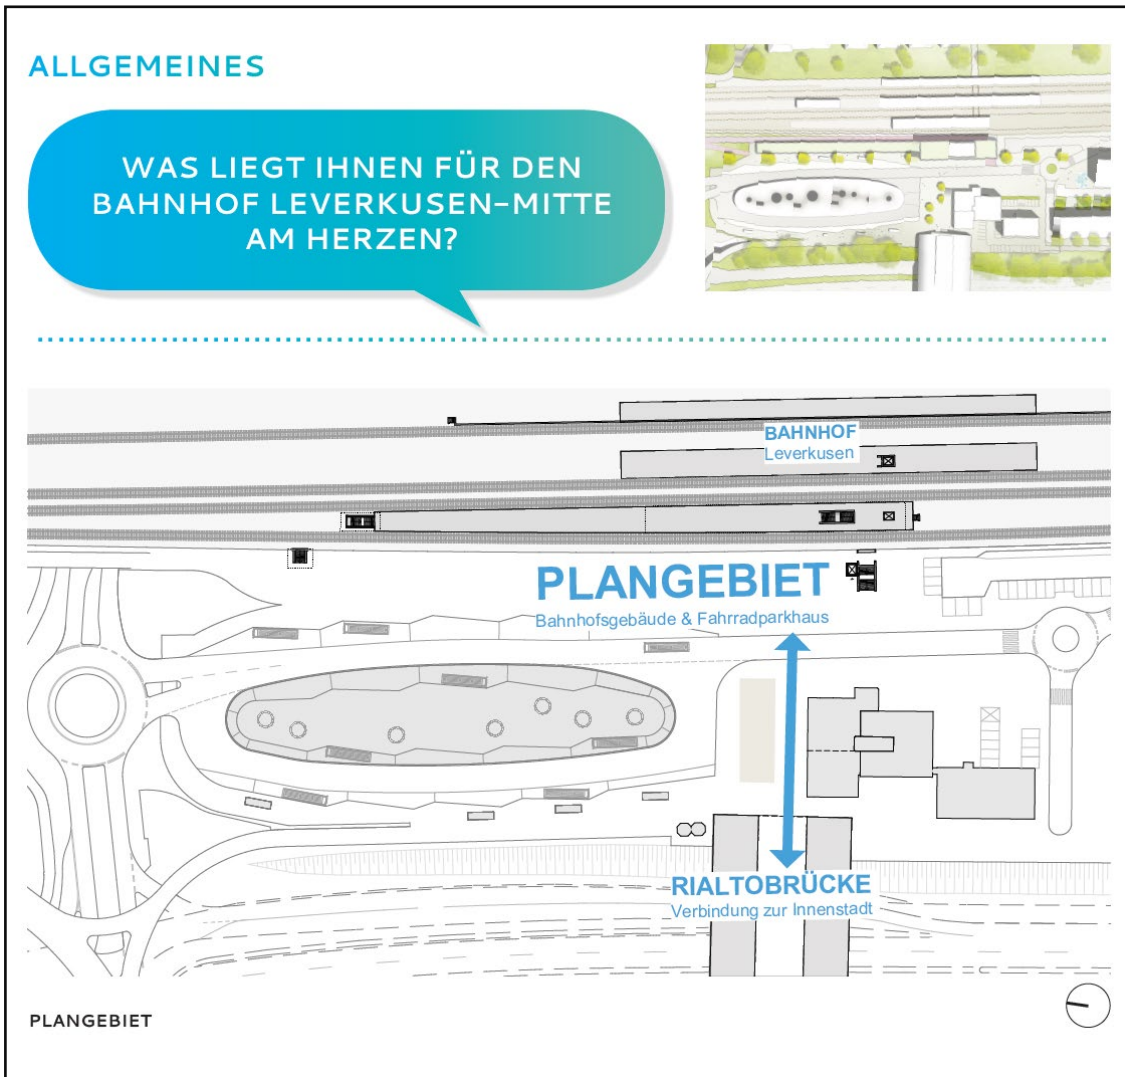 ALLGEMEINES
WAS LIEGT IHNEN FÜR DEN
BAHNHOF LEVERKUSEN-MITTE
AM HERZEN?
BAHNHOF
Leverkusen
PLANGEBIET
Bahnhofsgebäude & Fahrradparkhaus
RIALTOBRÜCKE
Verbindung zur Innenstadt
PLANGEBIET